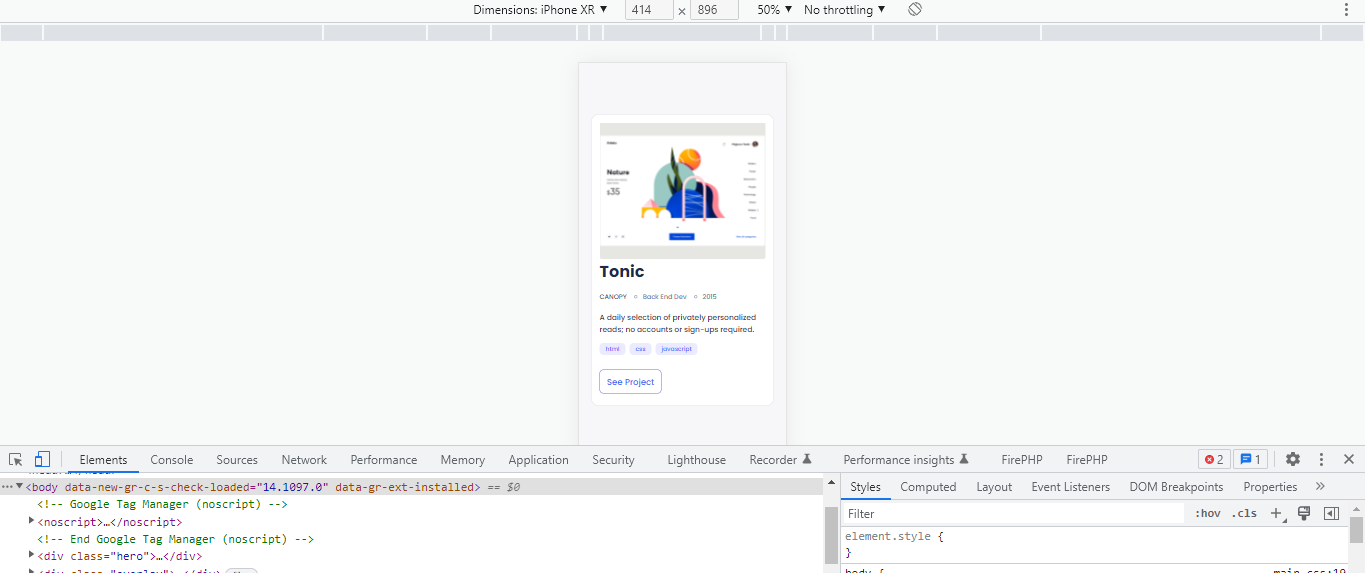 Dimensions: iPhone XR ▼ 414 × 896 50% ▼ No throttling ▼
Nature
$35
Tonic
CANOPY Back End Dev 2015
A daily selection of privately personalized
reads; no accounts or sign-ups required.
html css javascript
See Project
Elements Console Sources Network Performance Memory Application Security Lighthouse Recorder Performance insights FirePHP FirePHP 2 1
<body data-new-gr-c-s-check-loaded="14.1097.0" data-gr-ext-installed> == $0
<!-- Google Tag Manager (noscript) -->
<noscript>…</noscript>
<!-- End Google Tag Manager (noscript) -->
<div class="hero">…</div>
Styles Computed Layout Event Listeners DOM Breakpoints Properties »
Filter :hov .cls +
element.style {
}
body { main.css:19